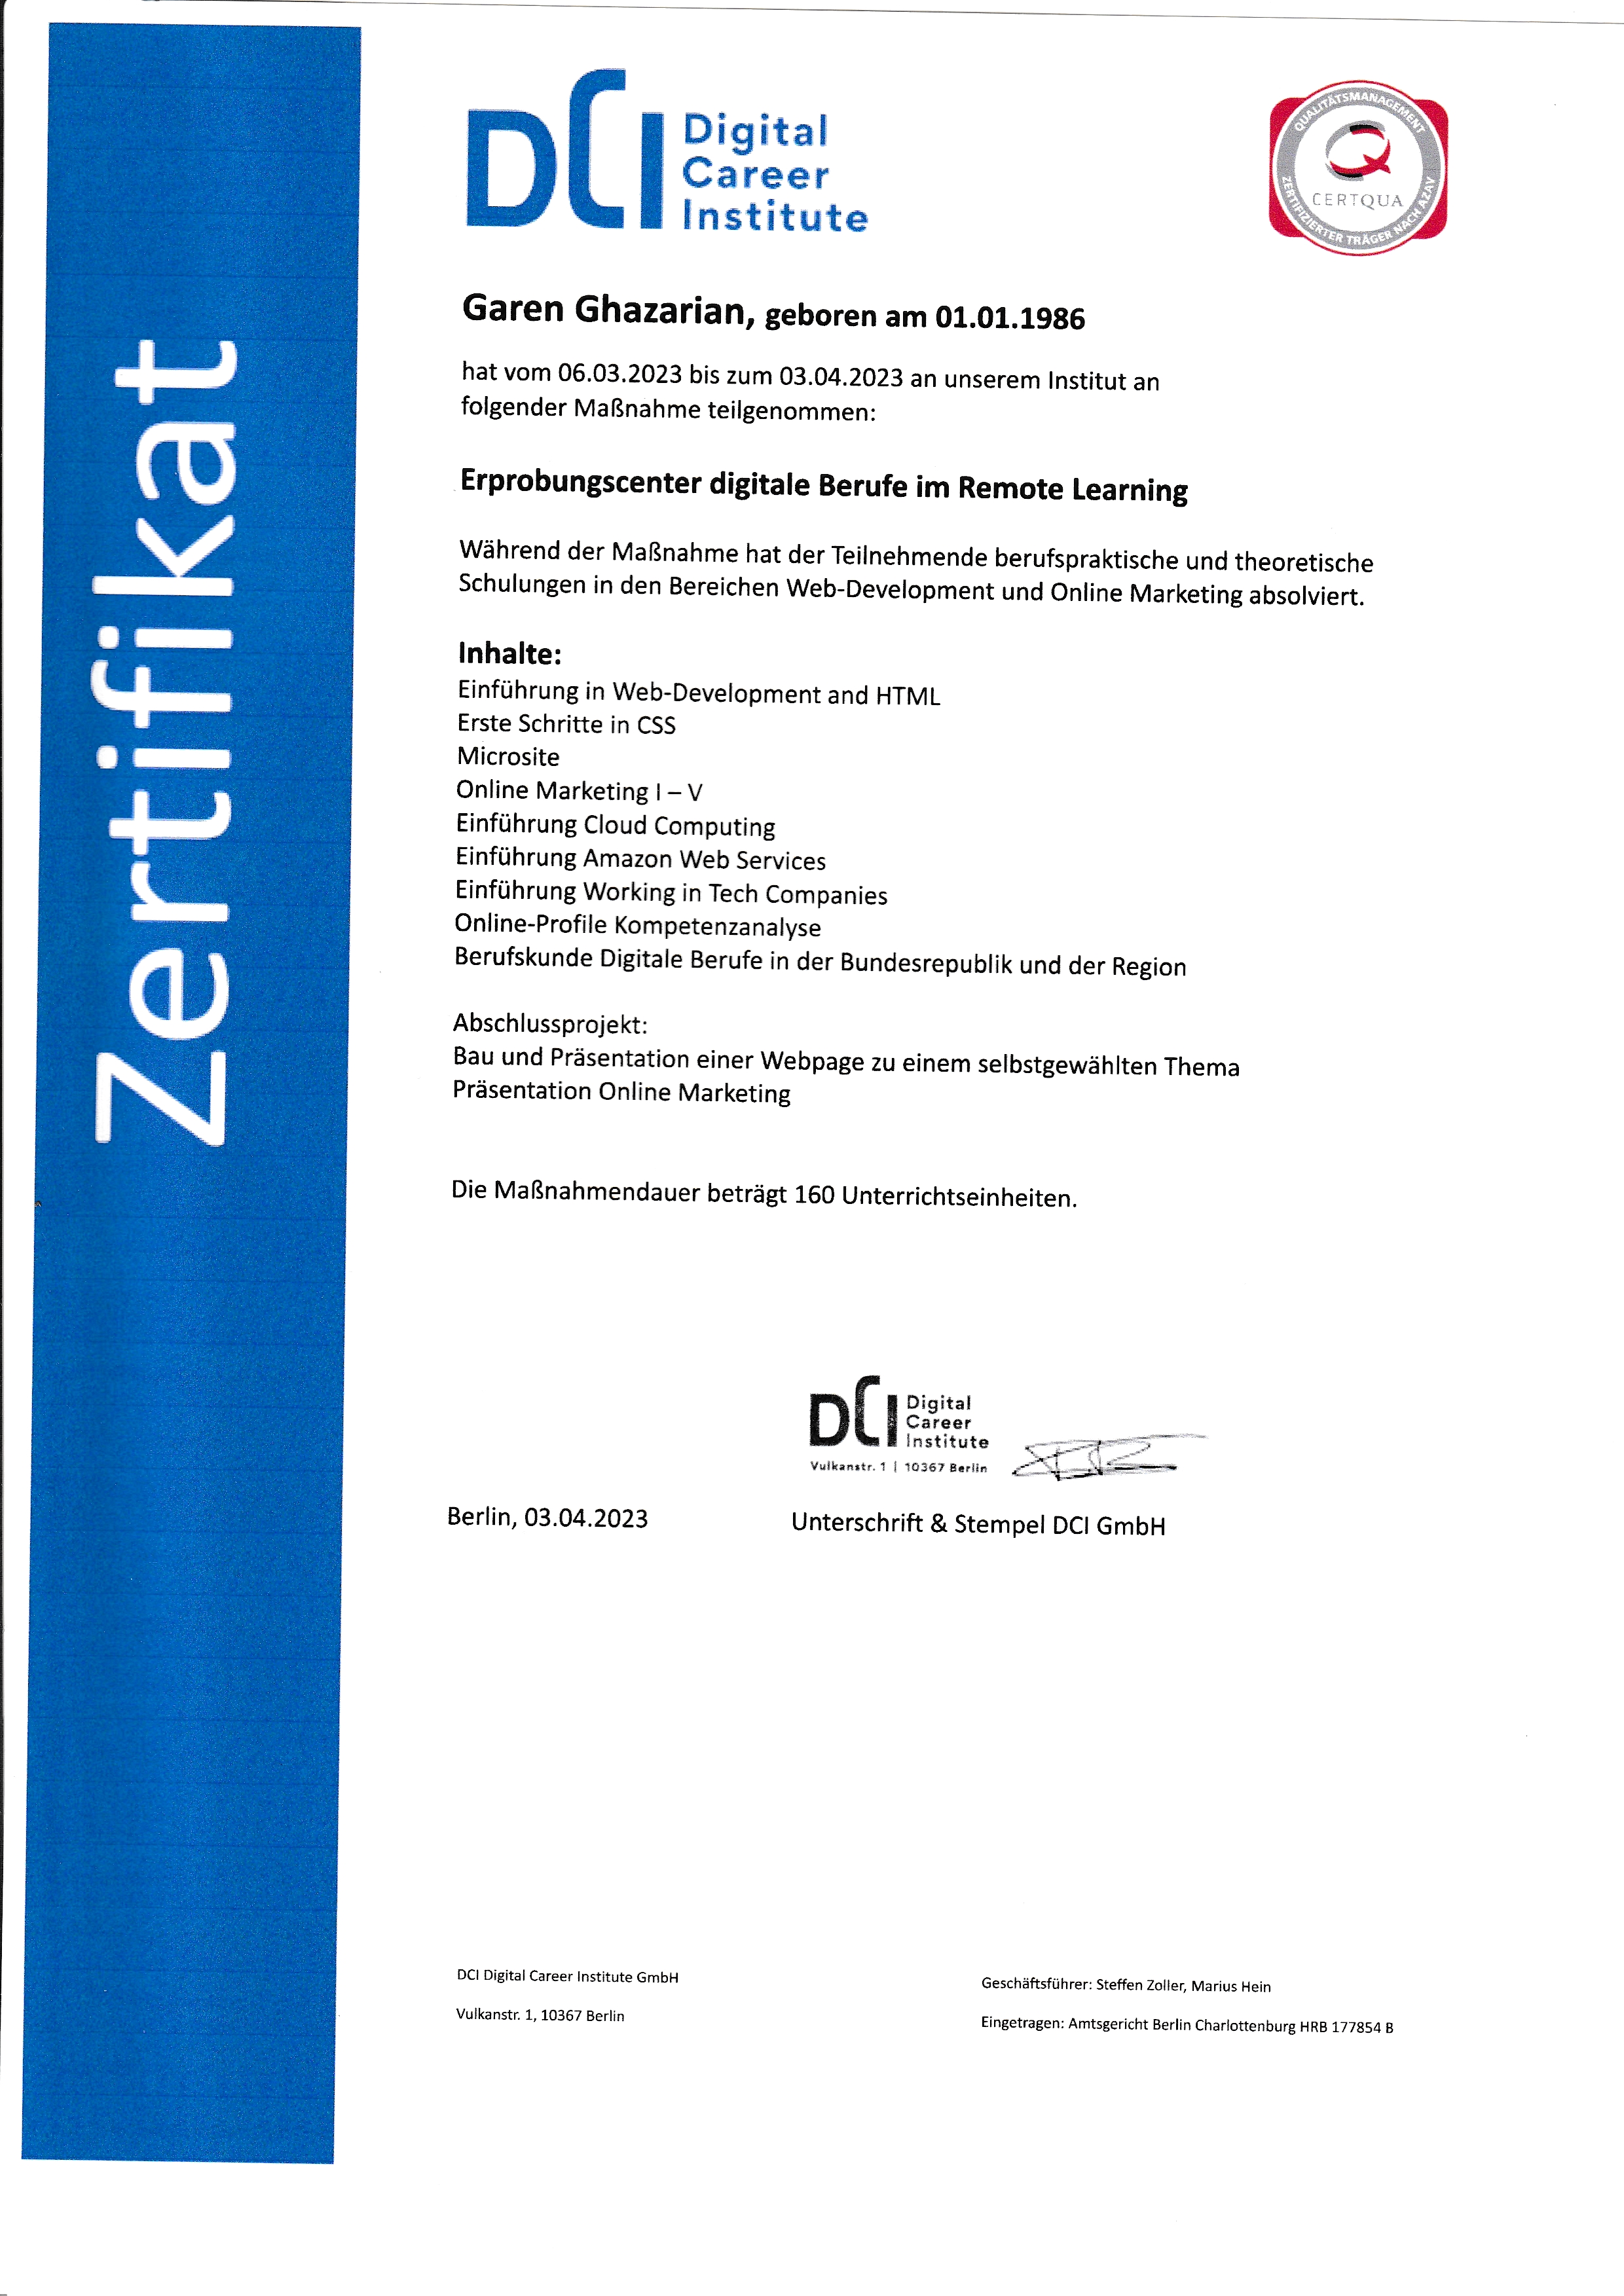 Zertifikat
DCI Digital
Career
Institute
QUALITÄTSMANAGEMENT
CERTQUA
ZERTIFIZIERTER TRÄGER NACH AZAV
Garen Ghazarian, geboren am 01.01.1986
hat vom 06.03.2023 bis zum 03.04.2023 an unserem Institut an
folgender Maßnahme teilgenommen:
Erprobungscenter digitale Berufe im Remote Learning
Während der Maßnahme hat der Teilnehmende berufspraktische und theoretische
Schulungen in den Bereichen Web-Development und Online Marketing absolviert.
Inhalte:
Einführung in Web-Development and HTML
Erste Schritte in CSS
Microsite
Online Marketing I – V
Einführung Cloud Computing
Einführung Amazon Web Services
Einführung Working in Tech Companies
Online-Profile Kompetenzanalyse
Berufskunde Digitale Berufe in der Bundesrepublik und der Region
Abschlussprojekt:
Bau und Präsentation einer Webpage zu einem selbstgewählten Thema
Präsentation Online Marketing
Die Maßnahmendauer beträgt 160 Unterrichtseinheiten.
DCI Digital
Career
Institute
Vulkanstr. 1 | 10367 Berlin
Berlin, 03.04.2023
Unterschrift & Stempel DCI GmbH
DCI Digital Career Institute GmbH
Vulkanstr. 1, 10367 Berlin
Geschäftsführer: Steffen Zoller, Marius Hein
Eingetragen: Amtsgericht Berlin Charlottenburg HRB 177854 B